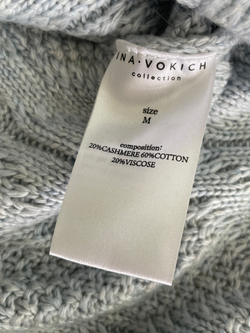 INA·VOKICH
collection
size
M
composition:
20%CASHMERE 60%COTTON
20%VISCOSE